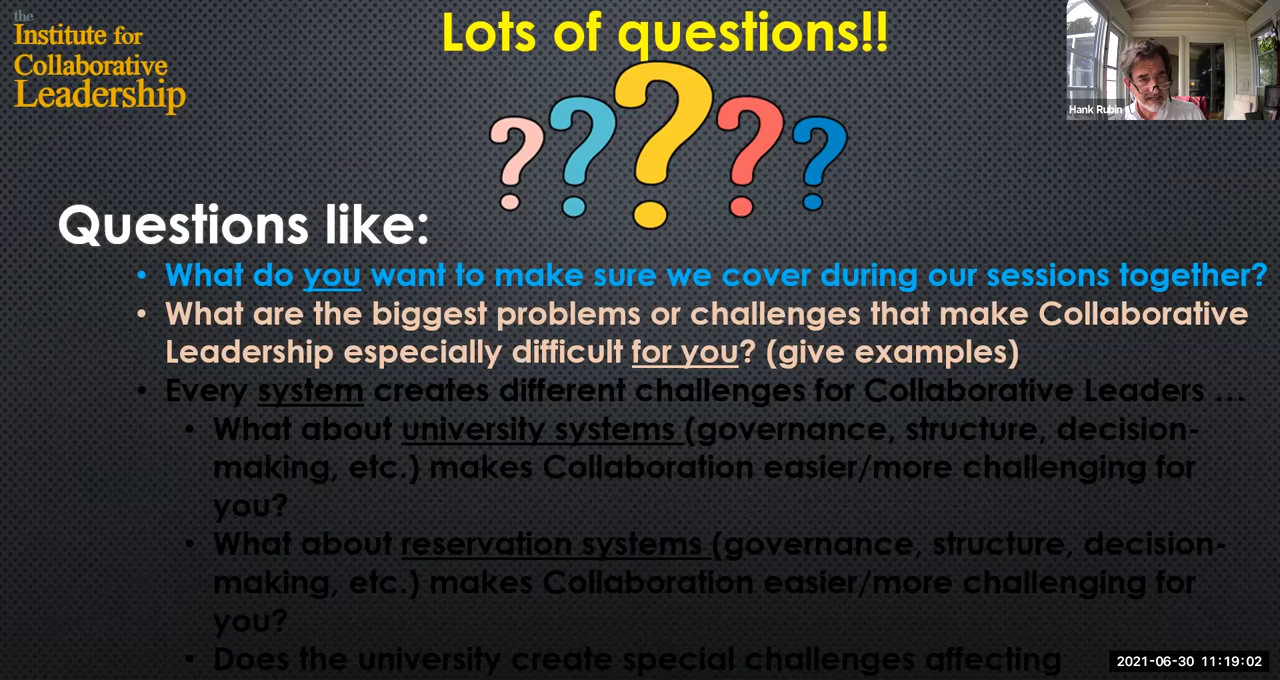 the
Institute for
Collaborative
Leadership
Lots of questions!!
? ? ? ? ?
Hank Rubin
Questions like:
• What do you want to make sure we cover during our sessions together?
• What are the biggest problems or challenges that make Collaborative
Leadership especially difficult for you? (give examples)
• Every system creates different challenges for Collaborative Leaders …
• What about university systems (governance, structure, decision-
making, etc.) makes Collaboration easier/more challenging for
you?
• What about reservation systems (governance, structure, decision-
making, etc.) makes Collaboration easier/more challenging for
you?
• Does the university create special challenges affecting
2021-06-30 11:19:02